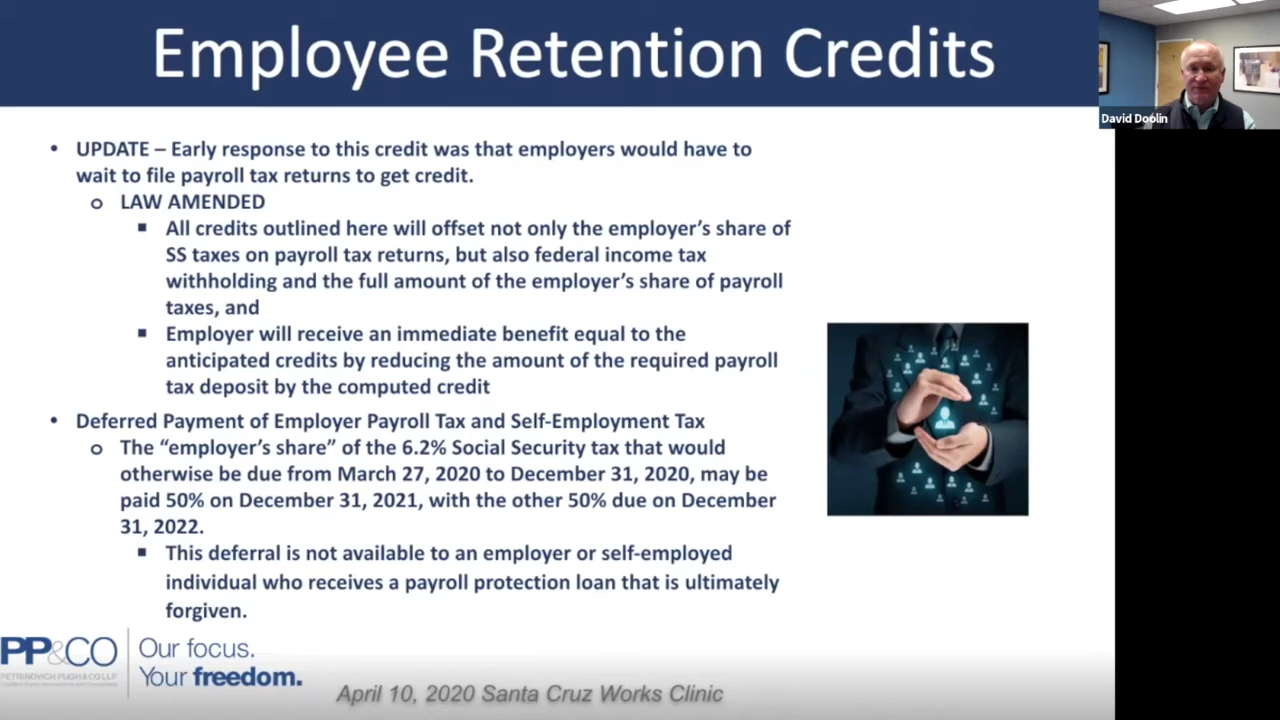 Employee Retention Credits
David Doolin
• UPDATE – Early response to this credit was that employers would have to
wait to file payroll tax returns to get credit.
o LAW AMENDED
▪ All credits outlined here will offset not only the employer's share of
SS taxes on payroll tax returns, but also federal income tax
withholding and the full amount of the employer's share of payroll
taxes, and
▪ Employer will receive an immediate benefit equal to the
anticipated credits by reducing the amount of the required payroll
tax deposit by the computed credit
• Deferred Payment of Employer Payroll Tax and Self-Employment Tax
o The “employer's share” of the 6.2% Social Security tax that would
otherwise be due from March 27, 2020 to December 31, 2020, may be
paid 50% on December 31, 2021, with the other 50% due on December
31, 2022.
▪ This deferral is not available to an employer or self-employed
individual who receives a payroll protection loan that is ultimately
forgiven.
PP&CO
PETRINOVICH PUGH & CO LLP
Our focus.
Your freedom.
April 10, 2020 Santa Cruz Works Clinic